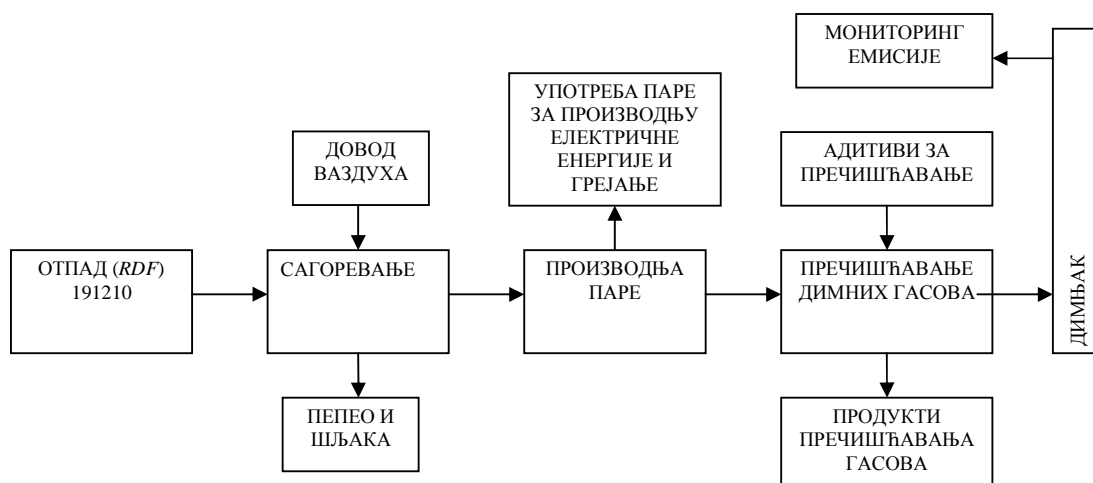 МОНИТОРИНГ
ЕМИСИЈЕ
УПОТРЕБА ПАРЕ
ЗА ПРОИЗВОДЊУ
ЕЛЕКТРИЧНЕ
ЕНЕРГИЈЕ И
ГРЕЈАЊЕ
ДОВОД
ВАЗДУХА
АДИТИВИ ЗА
ПРЕЧИШЋАВАЊЕ
ОТПАД (RDF)
191210
САГОРЕВАЊЕ
ПРОИЗВОДЊА
ПАРЕ
ПРЕЧИШЋАВАЊЕ
ДИМНИХ ГАСОВА
ДИМЊАК
ПЕПЕО И
ШЉАКА
ПРОДУКТИ
ПРЕЧИШЋАВАЊА
ГАСОВА